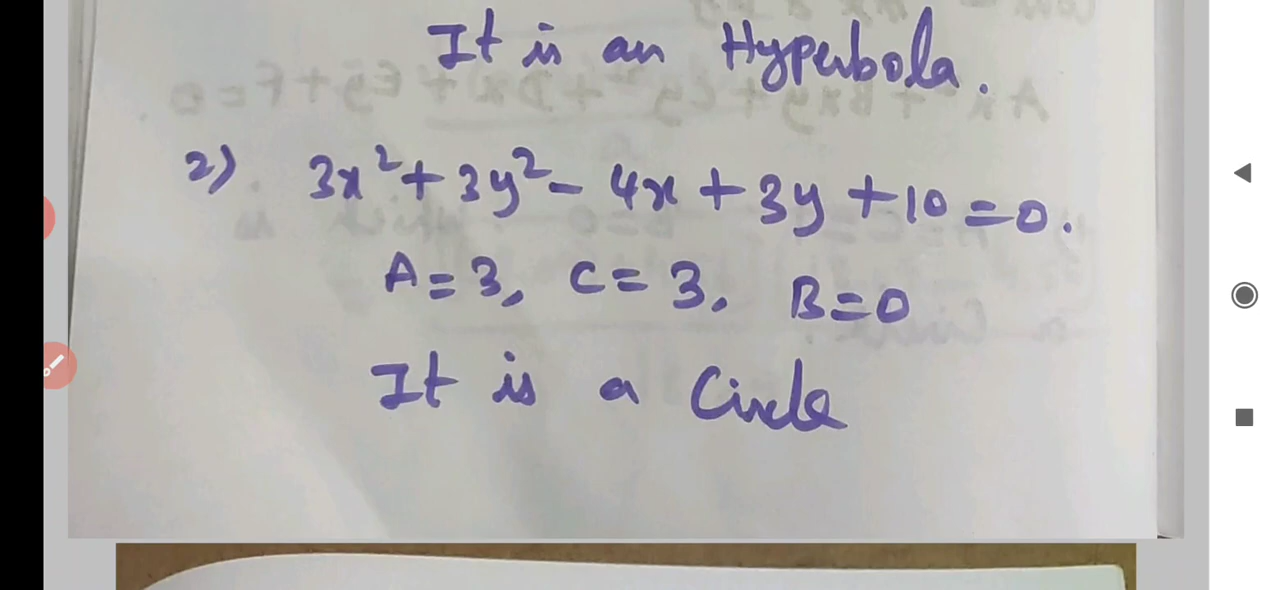 It is an Hyperbola.
2) 3x²+3y²- 4x+3y+10=0.
A=3, C=3. B=0
It is a Circle